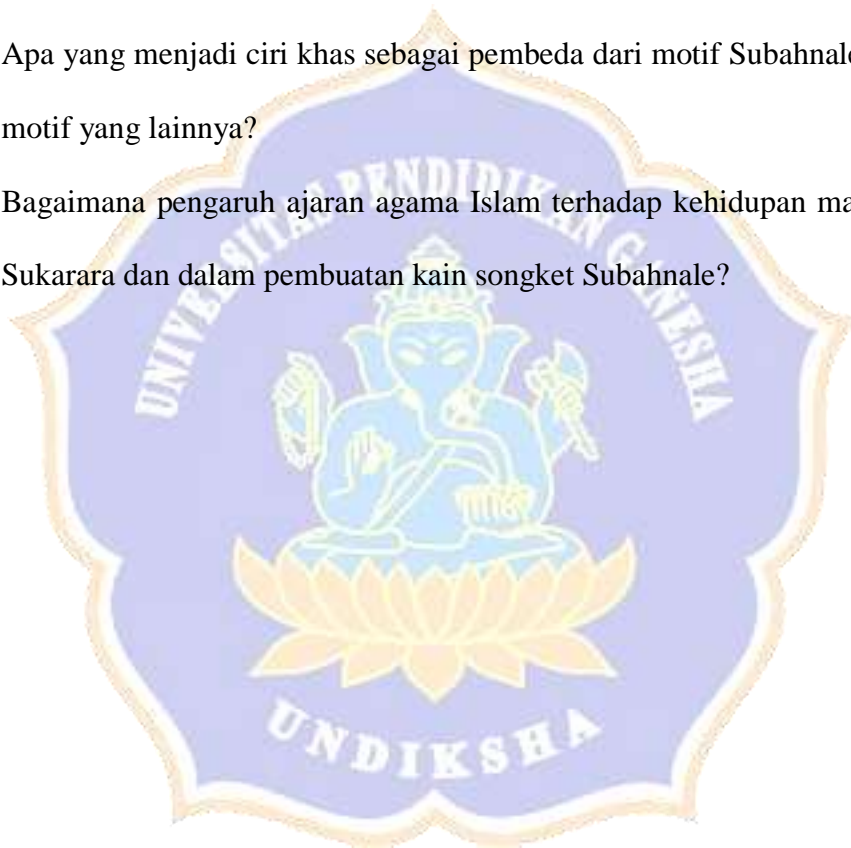 Apa yang menjadi ciri khas sebagai pembeda dari motif Subahnale
motif yang lainnya?
Bagaimana pengaruh ajaran agama Islam terhadap kehidupan ma
Sukarara dan dalam pembuatan kain songket Subahnale?
UNIVERSITAS PENDIDIKAN GANESHA
UNDIKSHA